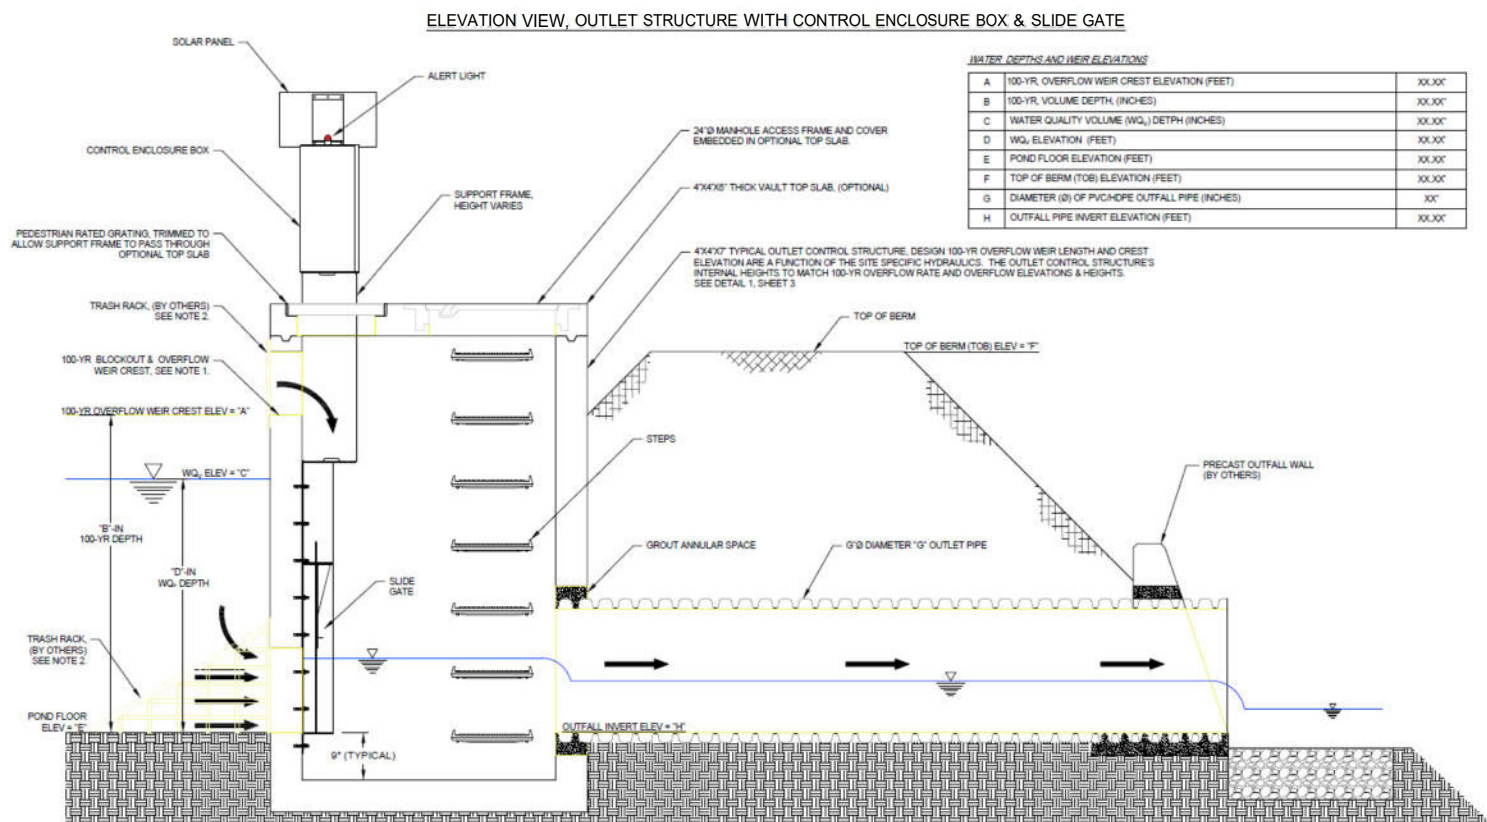 ELEVATION VIEW, OUTLET STRUCTURE WITH CONTROL ENCLOSURE BOX & SLIDE GATE
SOLAR PANEL
ALERT LIGHT
CONTROL ENCLOSURE BOX
SUPPORT FRAME,
HEIGHT VARIES
PEDESTRIAN RATED GRATING, TRIMMED TO
ALLOW SUPPORT FRAME TO PASS THROUGH
OPTIONAL TOP SLAB
TRASH RACK, (BY OTHERS)
SEE NOTE 2.
100-YR BLOCKOUT & OVERFLOW
WEIR CREST, SEE NOTE 1.
100-YR OVERFLOW WEIR CREST ELEV = "A"
WQᵥ ELEV = "C"
"B"-IN
100-YR DEPTH
"D"-IN
WQᵥ DEPTH
TRASH RACK,
(BY OTHERS)
SEE NOTE 2.
POND FLOOR
ELEV = "E"
9" (TYPICAL)
SLIDE
GATE
STEPS
24"Ø MANHOLE ACCESS FRAME AND COVER
EMBEDDED IN OPTIONAL TOP SLAB.
4'X4'X6" THICK VAULT TOP SLAB, (OPTIONAL)
4'X4'X7' TYPICAL OUTLET CONTROL STRUCTURE, DESIGN 100-YR OVERFLOW WEIR LENGTH AND CREST
ELEVATION ARE A FUNCTION OF THE SITE SPECIFIC HYDRAULICS. THE OUTLET CONTROL STRUCTURE'S
INTERNAL HEIGHTS TO MATCH 100-YR OVERFLOW RATE AND OVERFLOW ELEVATIONS & HEIGHTS.
SEE DETAIL 1, SHEET 3
TOP OF BERM
TOP OF BERM (TOB) ELEV = "F"
PRECAST OUTFALL WALL
(BY OTHERS)
GROUT ANNULAR SPACE
G"Ø DIAMETER "G" OUTLET PIPE
OUTFALL INVERT ELEV = "H"
WATER DEPTHS AND WEIR ELEVATIONS
A 100-YR, OVERFLOW WEIR CREST ELEVATION (FEET) XX.XX'
B 100-YR, VOLUME DEPTH, (INCHES) XX.XX"
C WATER QUALITY VOLUME (WQᵥ) DETPH (INCHES) XX.XX"
D WQᵥ ELEVATION (FEET) XX.XX'
E POND FLOOR ELEVATION (FEET) XX.XX'
F TOP OF BERM (TOB) ELEVATION (FEET) XX.XX'
G DIAMETER (Ø) OF PVC/HDPE OUTFALL PIPE (INCHES) XX"
H OUTFALL PIPE INVERT ELEVATION (FEET) XX.XX'